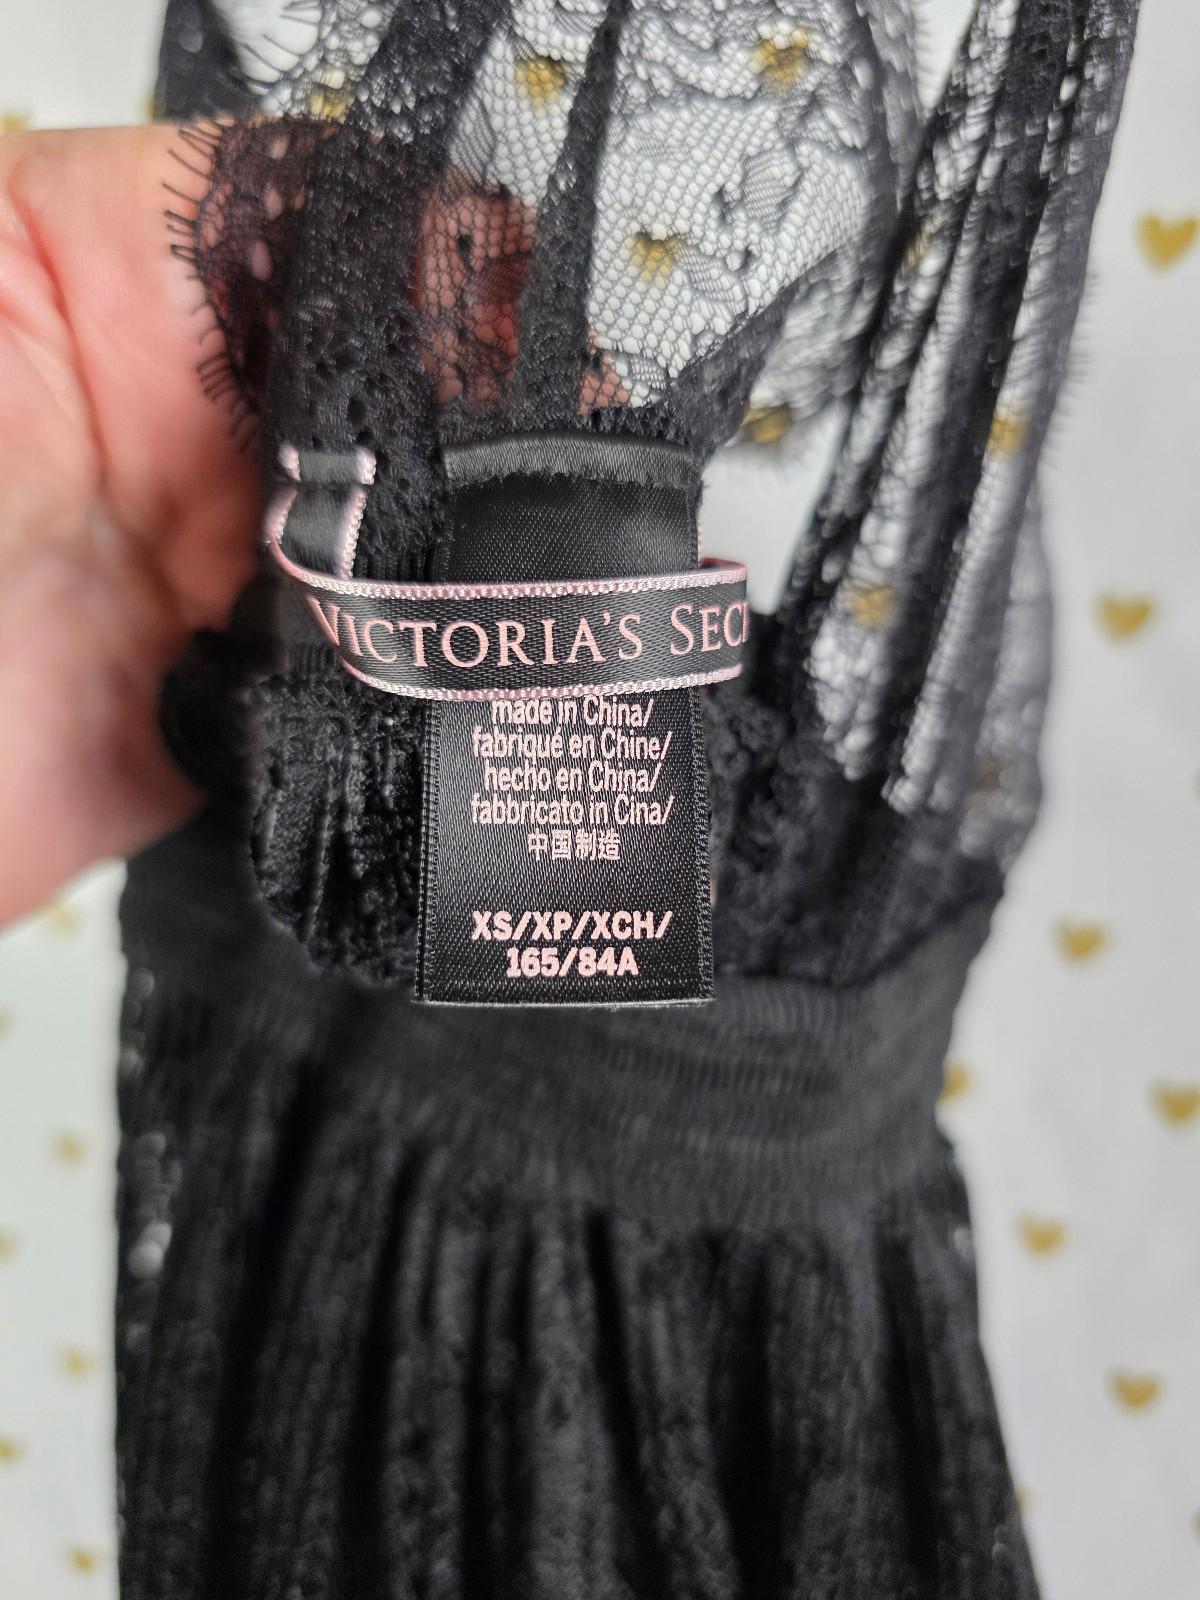 VICTORIA'S SEC
made in China/
fabriqué en Chine/
hecho en China/
fabbricato in Cina/
中国制造
XS/XP/XCH/
165/84A